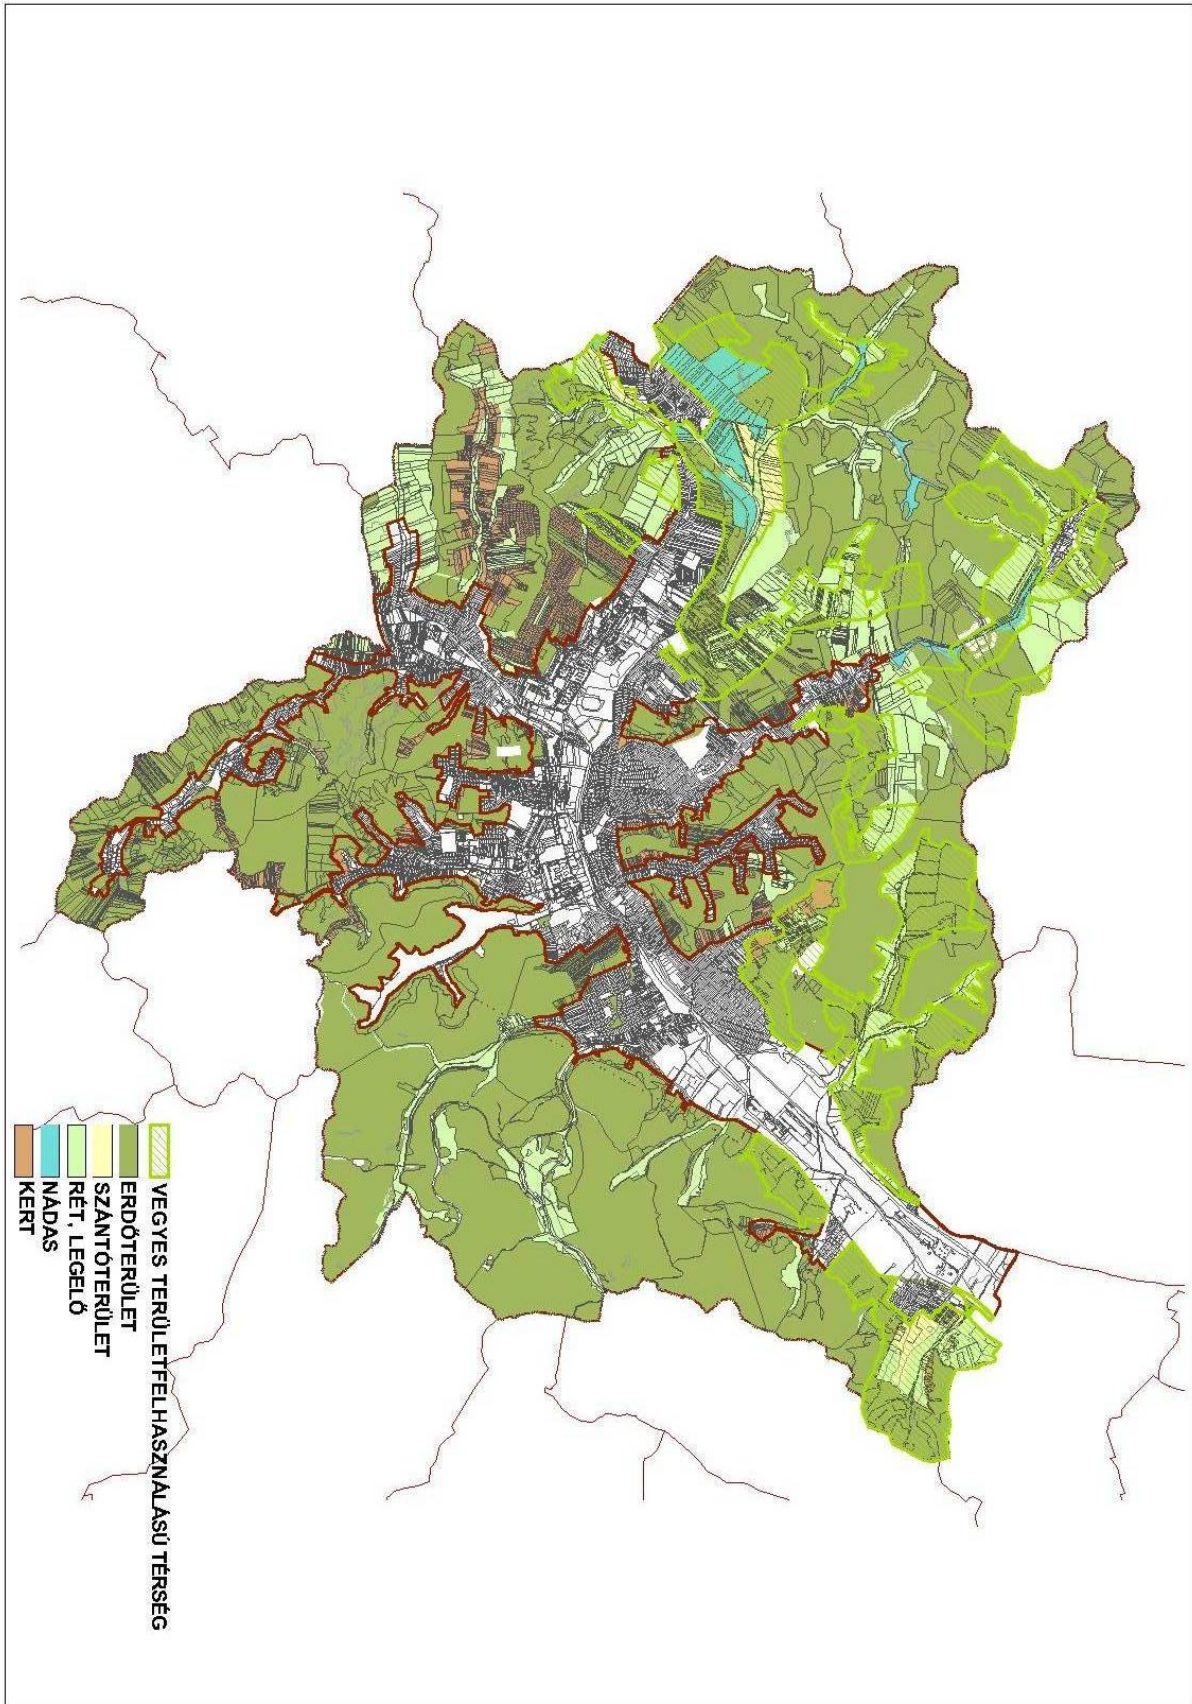 VEGYES TERÜLETFELHASZNÁLÁSÚ TÉRSÉG
ERDŐTERÜLET
SZÁNTÓTERÜLET
RÉT, LEGELŐ
NÁDAS
KERT